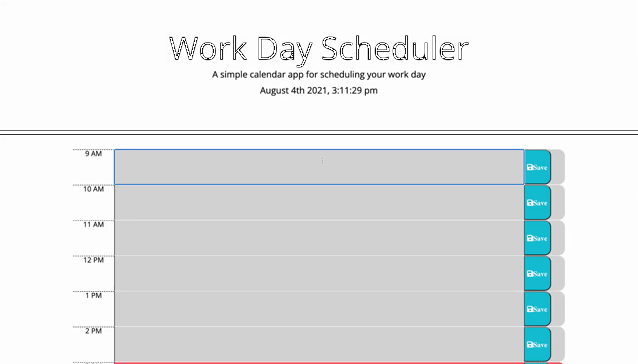 Work Day Scheduler
A simple calendar app for scheduling your work day
August 4th 2021, 3:11:29 pm
9 AM
Save
10 AM
Save
11 AM
Save
12 PM
Save
1 PM
Save
2 PM
Save